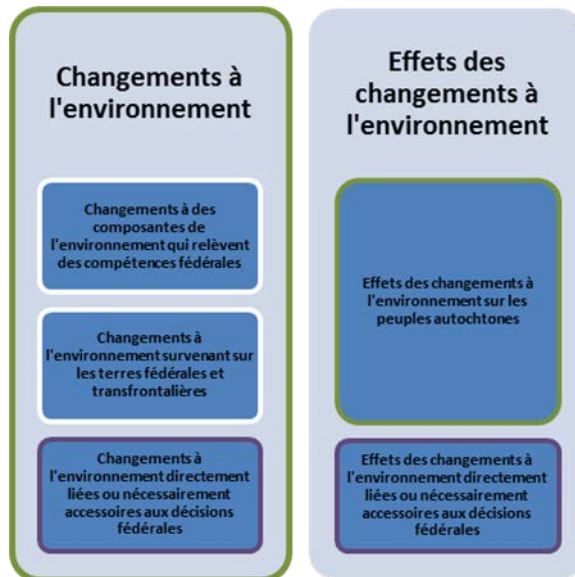 Changements à
l'environnement
Changements à des
composantes de
l'environnement qui relèvent
des compétences fédérales
Changements à
l'environnement survenant sur
les terres fédérales et
transfrontalières
Changements à
l'environnement directement
liées ou nécessairement
accessoires aux décisions
fédérales
Effets des
changements à
l'environnement
Effets des changements à
l'environnement sur les
peuples autochtones
Effets des changements à
l'environnement directement
liées ou nécessairement
accessoires aux décisions
fédérales